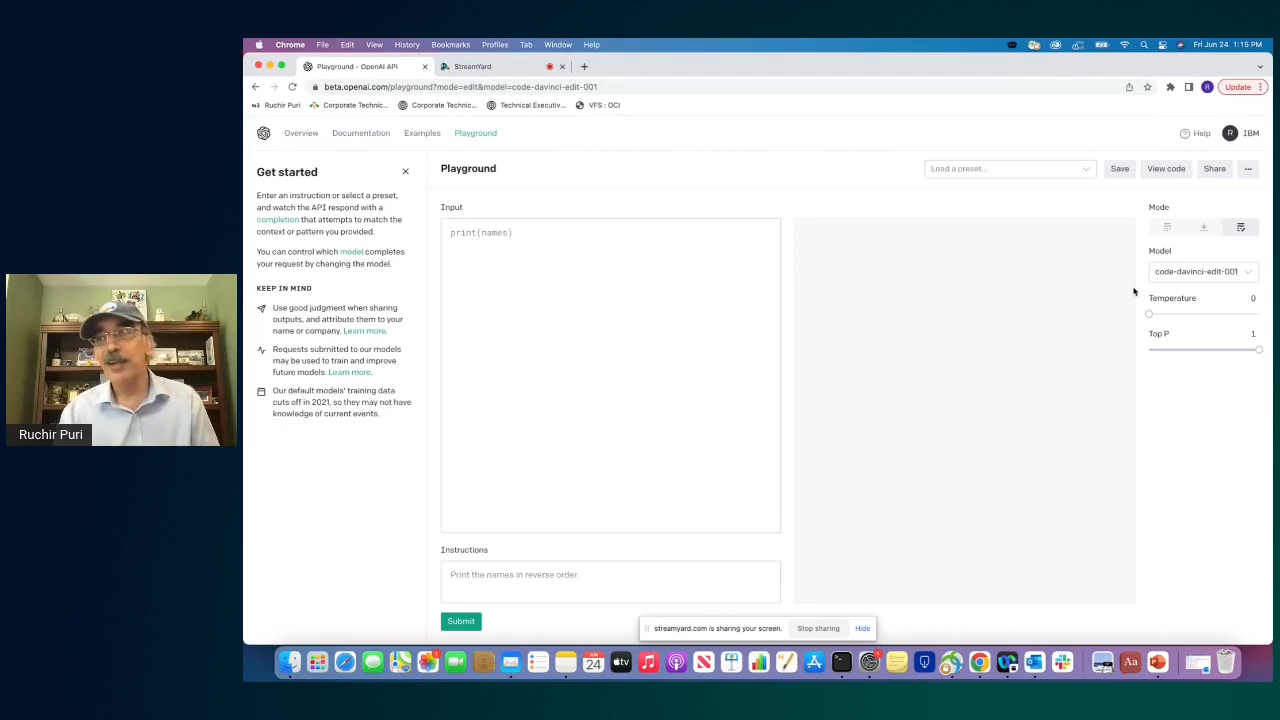 Chrome File Edit View History Bookmarks Profiles Tab Window Help
Fri Jun 24 1:15 PM
Playground - OpenAI API
StreamYard
beta.openai.com/playground?mode=edit&model=code-davinci-edit-001
Update
w3 Ruchir Puri
Corporate Technic...
Corporate Technic...
Technical Executiv...
VFS : OCI
Overview Documentation Examples Playground
Help
R
IBM
Get started
Enter an instruction or select a preset,
and watch the API respond with a
completion that attempts to match the
context or pattern you provided.
You can control which model completes
your request by changing the model.
KEEP IN MIND
Use good judgment when sharing
outputs, and attribute them to your
name or company. Learn more.
Requests submitted to our models
may be used to train and improve
future models. Learn more.
Our default models' training data
cuts off in 2021, so they may not have
knowledge of current events.
Playground
Load a preset...
Save
View code
Share
...
Input
print(names)
Instructions
Print the names in reverse order.
Submit
Mode
Model
code-davinci-edit-001
Temperature 0
Top P 1
streamyard.com is sharing your screen.
Stop sharing
Hide
Ruchir Puri
JUN
24
tv
Aa